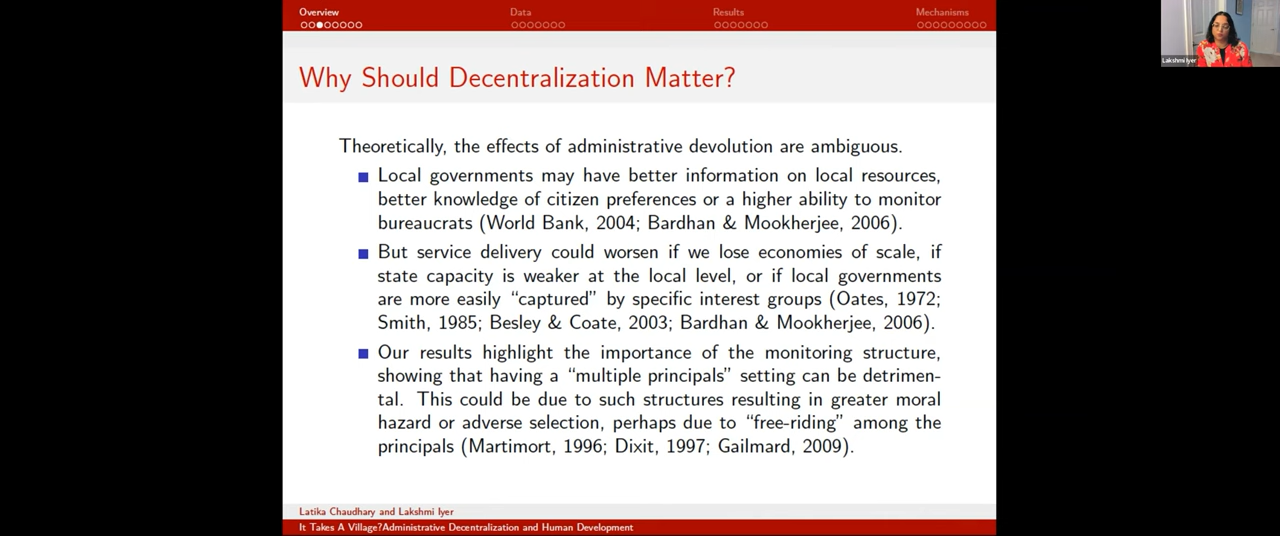 Overview Data Results Mechanisms
Lakshmi Iyer
Why Should Decentralization Matter?
Theoretically, the effects of administrative devolution are ambiguous.
Local governments may have better information on local resources,
better knowledge of citizen preferences or a higher ability to monitor
bureaucrats (World Bank, 2004; Bardhan & Mookherjee, 2006).
But service delivery could worsen if we lose economies of scale, if
state capacity is weaker at the local level, or if local governments
are more easily “captured” by specific interest groups (Oates, 1972;
Smith, 1985; Besley & Coate, 2003; Bardhan & Mookherjee, 2006).
Our results highlight the importance of the monitoring structure,
showing that having a “multiple principals” setting can be detrimen-
tal. This could be due to such structures resulting in greater moral
hazard or adverse selection, perhaps due to “free-riding” among the
principals (Martimort, 1996; Dixit, 1997; Gailmard, 2009).
Latika Chaudhary and Lakshmi Iyer
It Takes A Village?Administrative Decentralization and Human Development